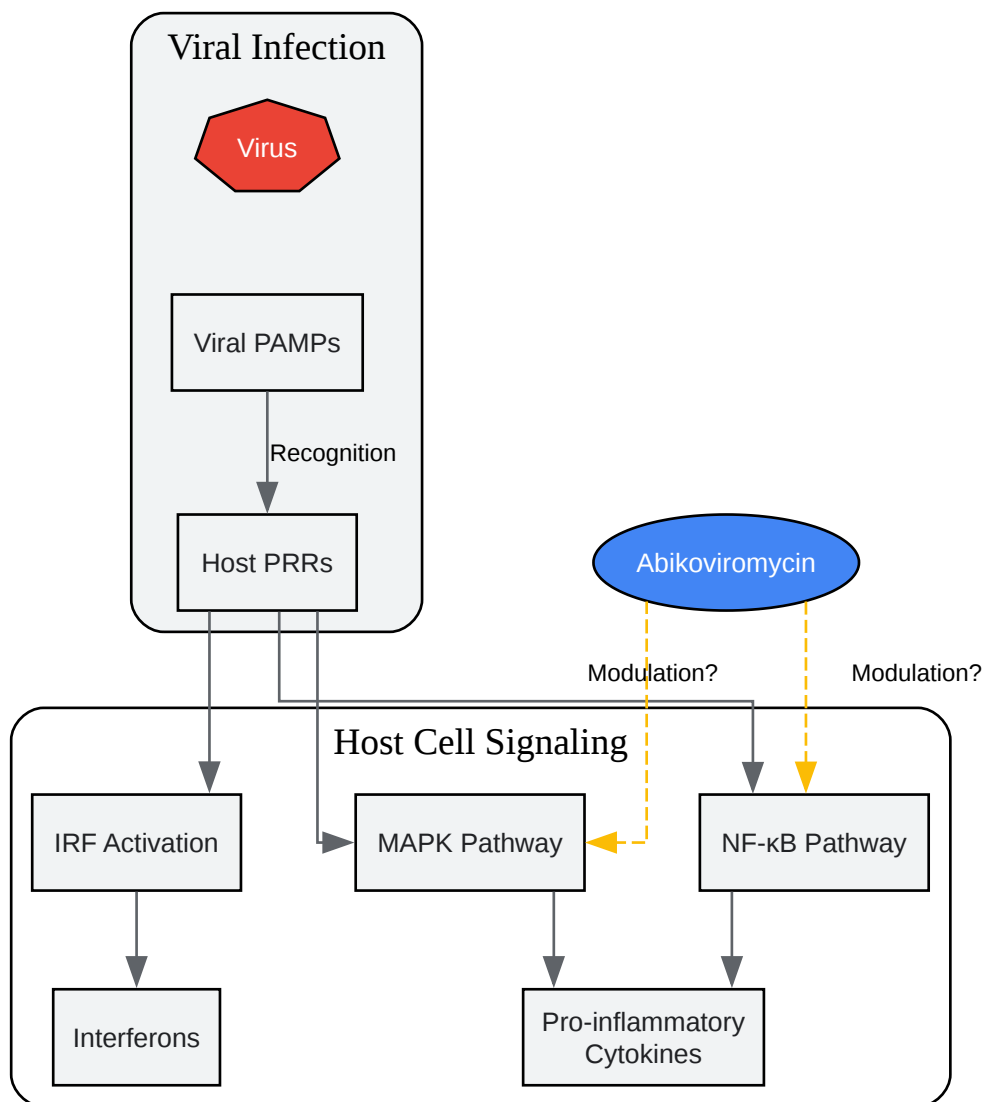 Viral Infection
Virus
Viral PAMPs
Recognition
Host PRRs
Abikoviromycin
Modulation?
Modulation?
Host Cell Signaling
IRF Activation
MAPK Pathway
NF-κB Pathway
Interferons
Pro-inflammatory
Cytokines